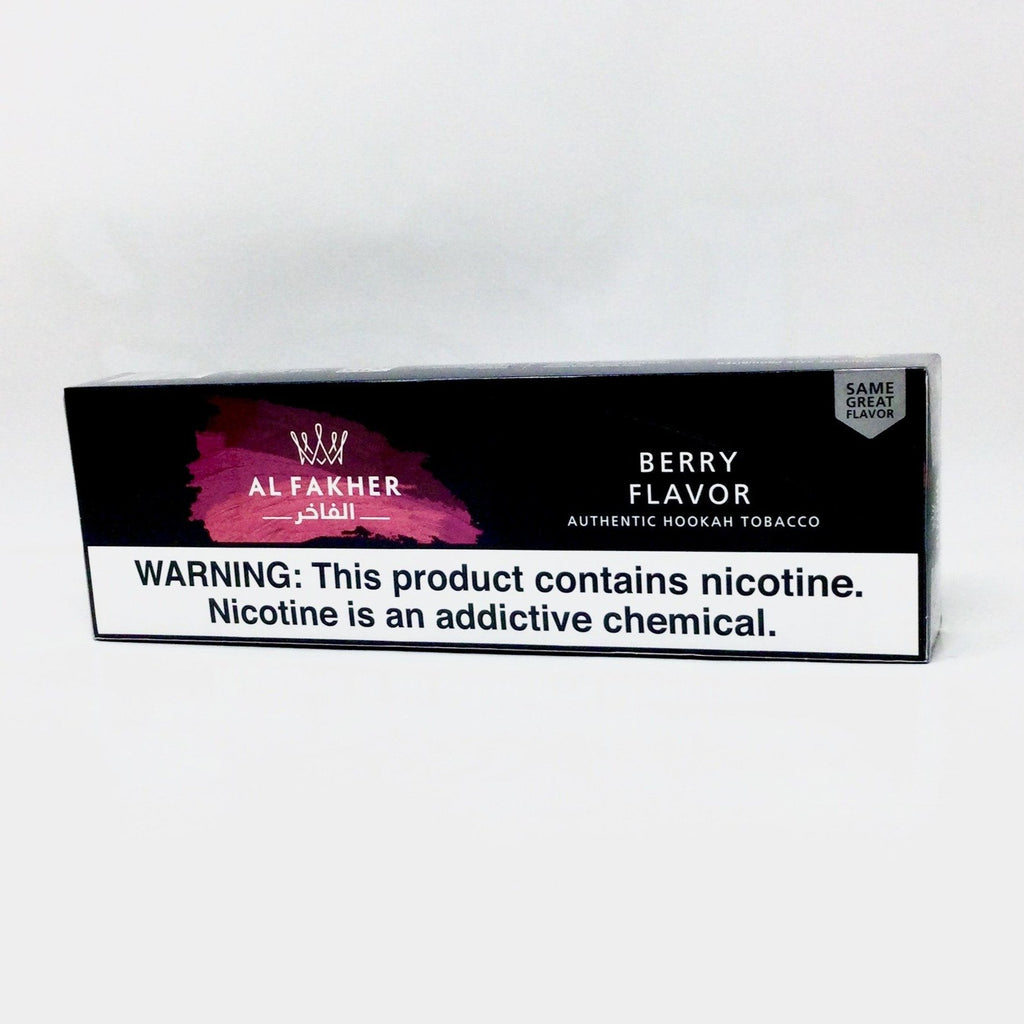 SAME
GREAT
FLAVOR
AL FAKHER
الفاخر
BERRY
FLAVOR
AUTHENTIC HOOKAH TOBACCO
WARNING: This product contains nicotine.
Nicotine is an addictive chemical.